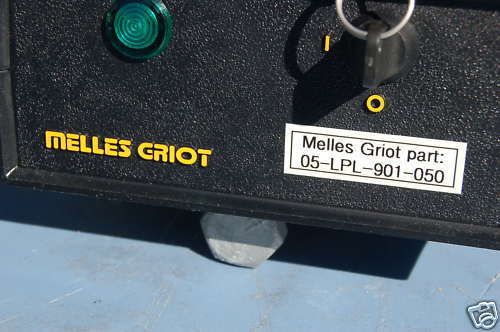 I
O
MELLES GRIOT
Melles Griot part:
05-LPL-901-050